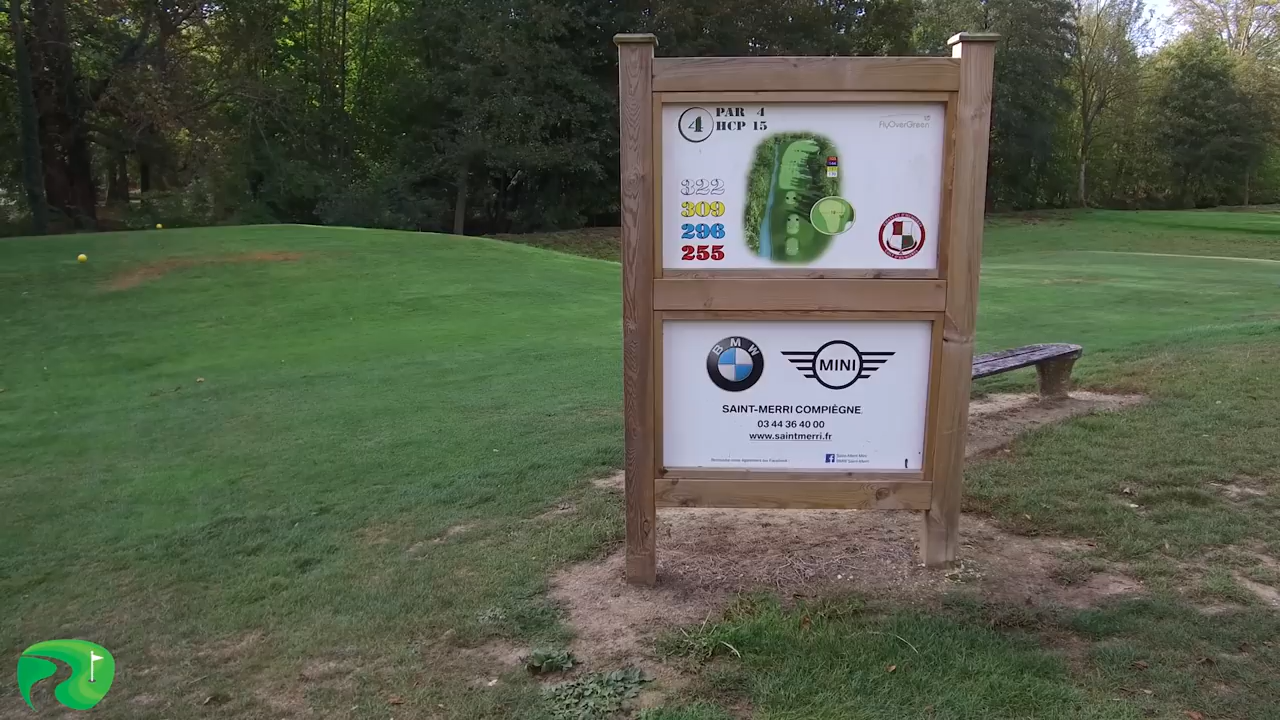 4
PAR 4
HCP 15
FlyOverGreen
322
309
296
255
BMW
MINI
SAINT-MERRI COMPIÈGNE
03 44 36 40 00
www.saintmerri.fr